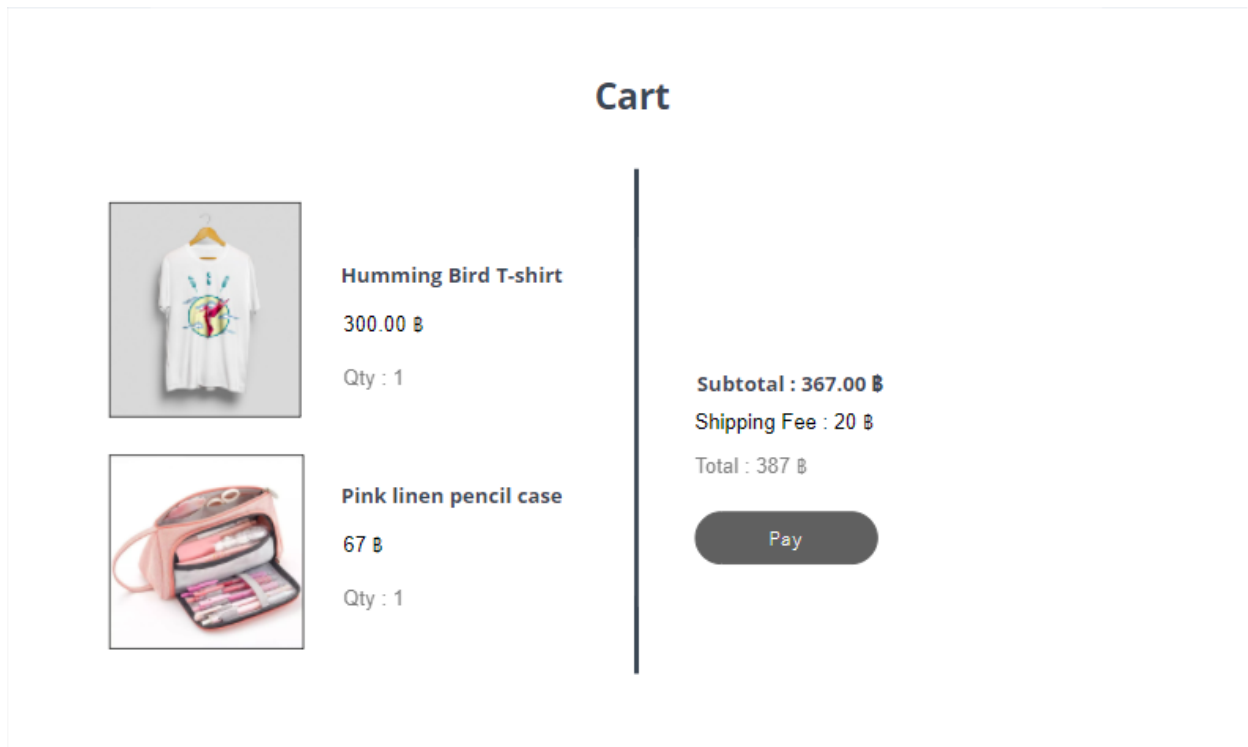 Cart
Humming Bird T-shirt
300.00 ฿
Qty : 1
Pink linen pencil case
67 ฿
Qty : 1
Subtotal : 367.00 ฿
Shipping Fee : 20 ฿
Total : 387 ฿
Pay